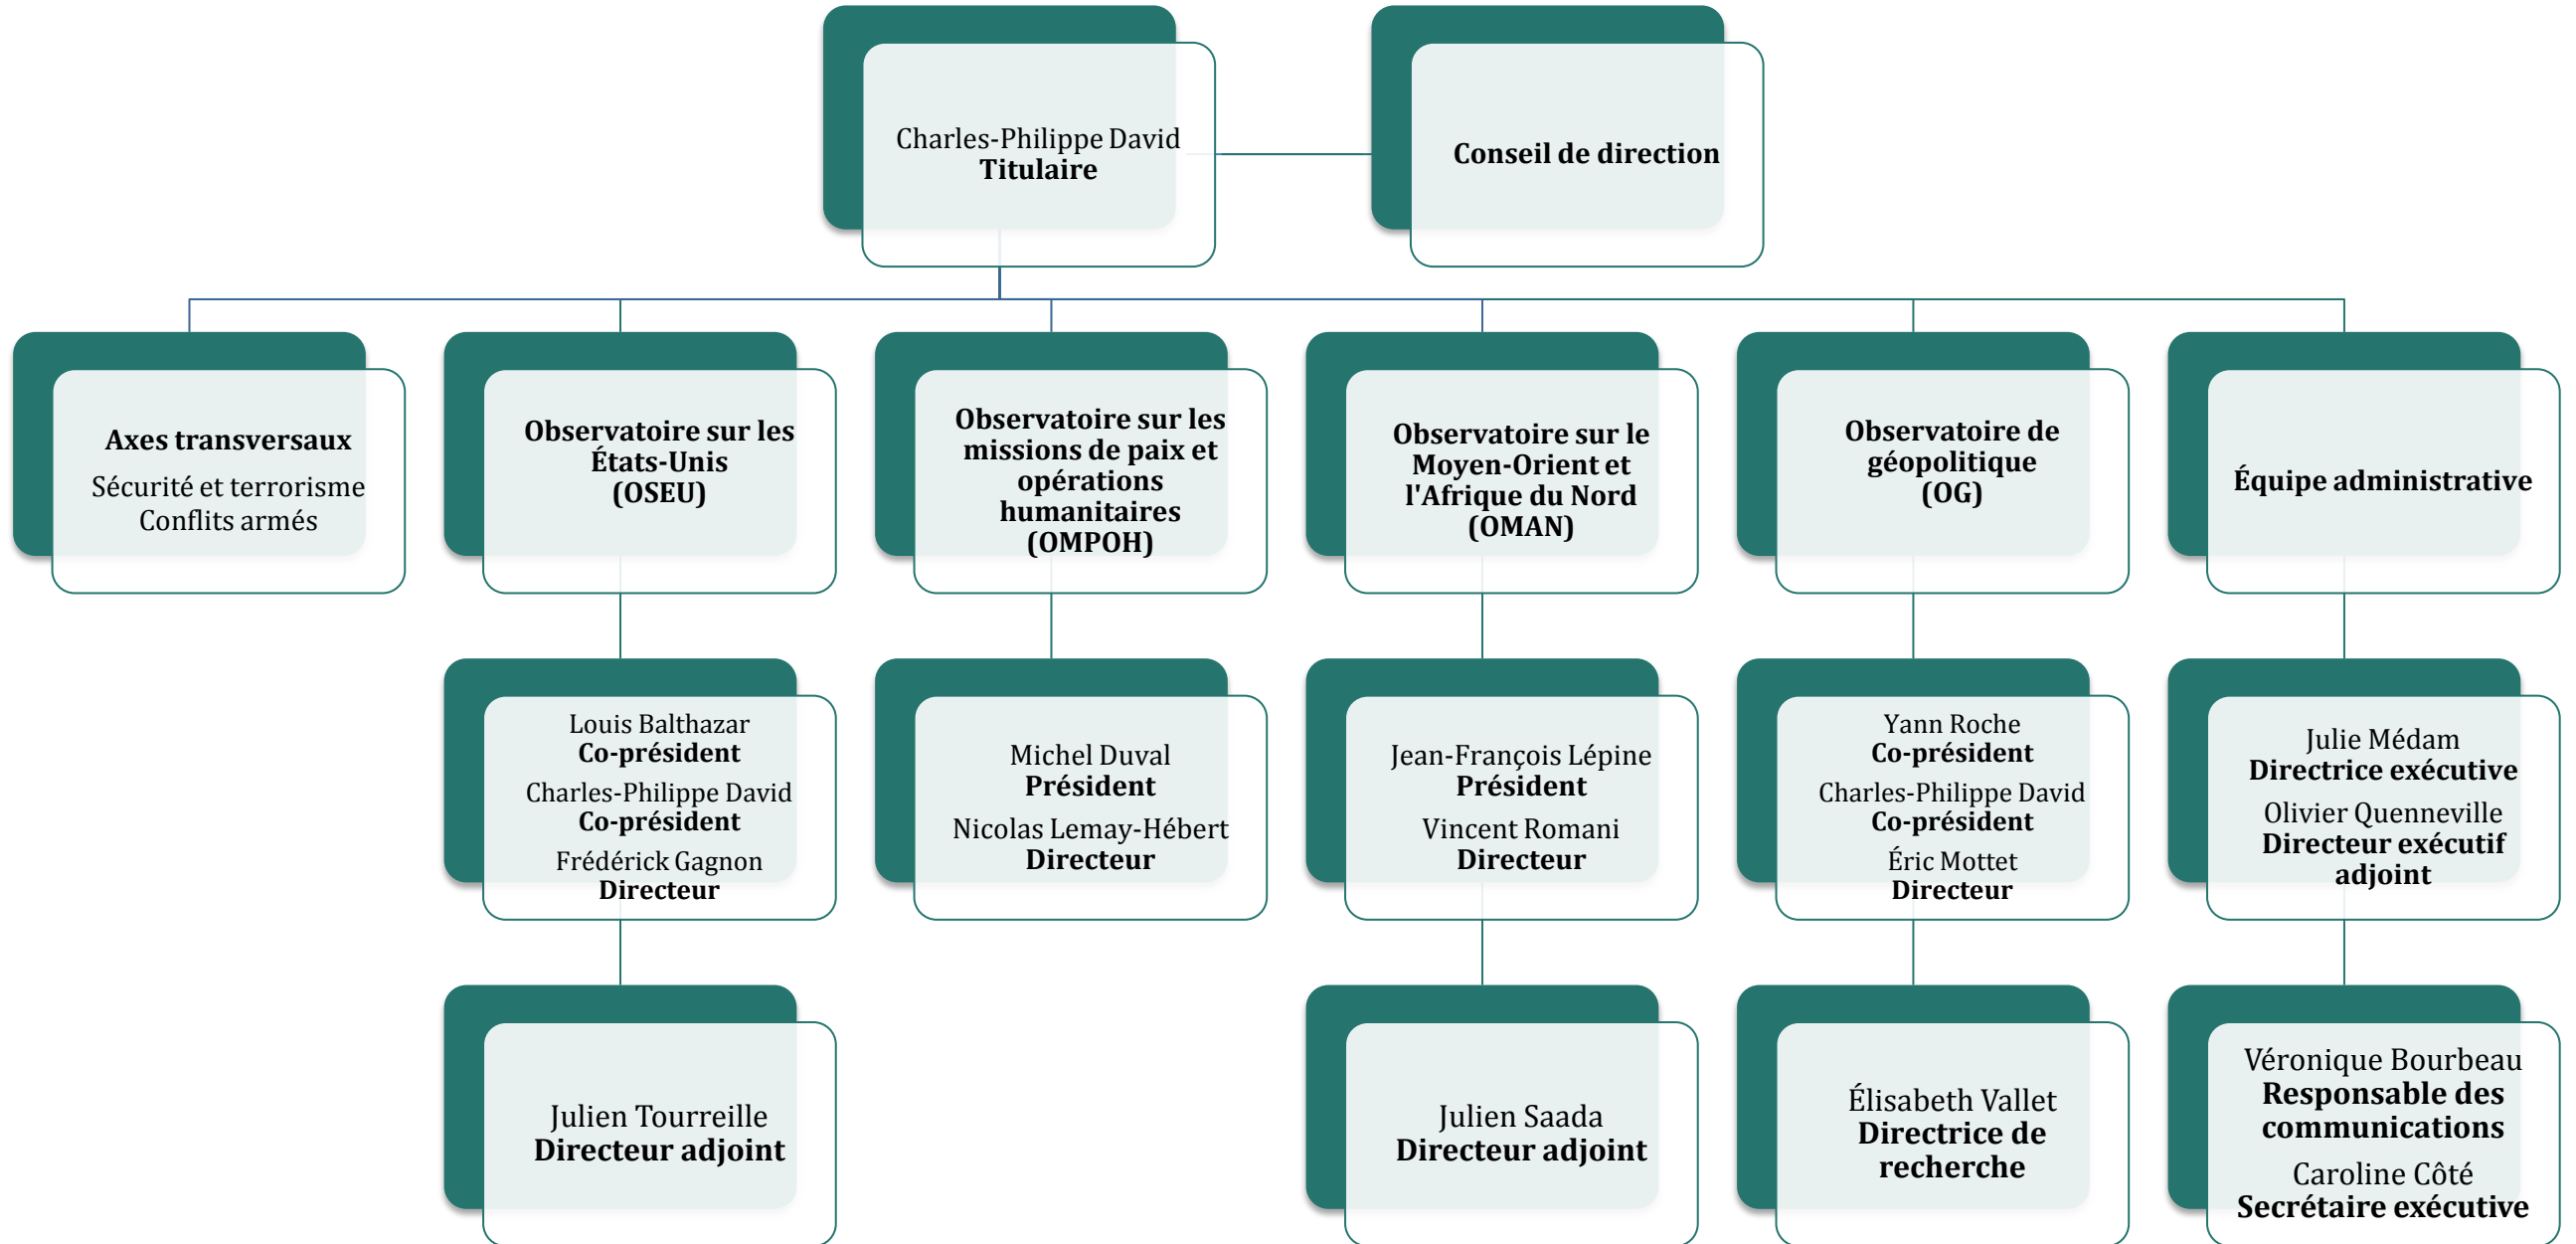 Charles-Philippe David
Titulaire
Conseil de direction
Axes transversaux
Sécurité et terrorisme
Conflits armés
Observatoire sur les
États-Unis
(OSEU)
Observatoire sur les
missions de paix et
opérations
humanitaires
(OMPOH)
Observatoire sur le
Moyen-Orient et
l'Afrique du Nord
(OMAN)
Observatoire de
géopolitique
(OG)
Équipe administrative
Louis Balthazar
Co-président
Charles-Philippe David
Co-président
Frédérick Gagnon
Directeur
Michel Duval
Président
Nicolas Lemay-Hébert
Directeur
Jean-François Lépine
Président
Vincent Romani
Directeur
Yann Roche
Co-président
Charles-Philippe David
Co-président
Éric Mottet
Directeur
Julie Médam
Directrice exécutive
Olivier Quenneville
Directeur exécutif
adjoint
Julien Tourreille
Directeur adjoint
Julien Saada
Directeur adjoint
Élisabeth Vallet
Directrice de
recherche
Véronique Bourbeau
Responsable des
communications
Caroline Côté
Secrétaire exécutive